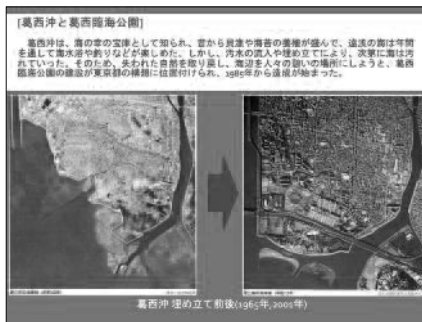 [葛西沖と葛西臨海公園]
葛西沖は、海の幸の宝庫として知られ、昔から貝漁や海苔の養殖が盛んで、遠浅の海は年間
を通して海水浴や釣りなどが楽しめた。しかし、汚水の流入や埋め立てにより、次第に海は汚
れていった。そのため、失われた自然を取り戻し、海辺を人々の憩いの場所にしようと、葛西
臨海公園の建設が東京都の構想に位置付けられ、1985年から造成が始まった。
葛西沖 埋め立て前後(1965年,2001年)